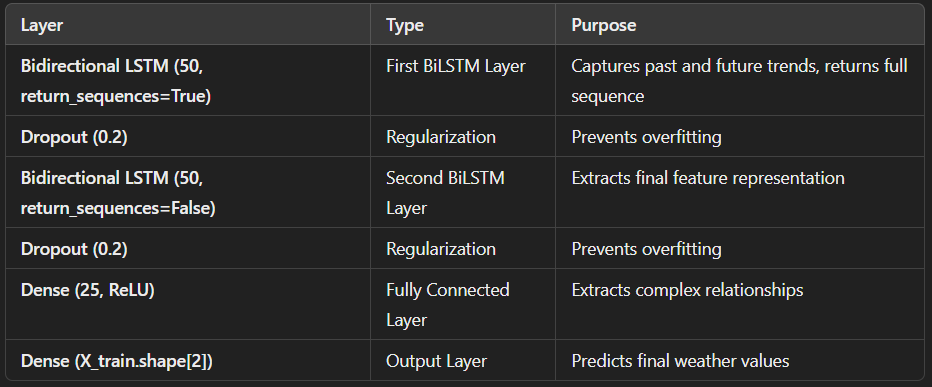 Layer Type Purpose
Bidirectional LSTM (50, First BiLSTM Layer Captures past and future trends, returns full
return_sequences=True) sequence
Dropout (0.2) Regularization Prevents overfitting
Bidirectional LSTM (50, Second BiLSTM Extracts final feature representation
return_sequences=False) Layer
Dropout (0.2) Regularization Prevents overfitting
Dense (25, ReLU) Fully Connected Extracts complex relationships
Layer
Dense (X_train.shape[2]) Output Layer Predicts final weather values